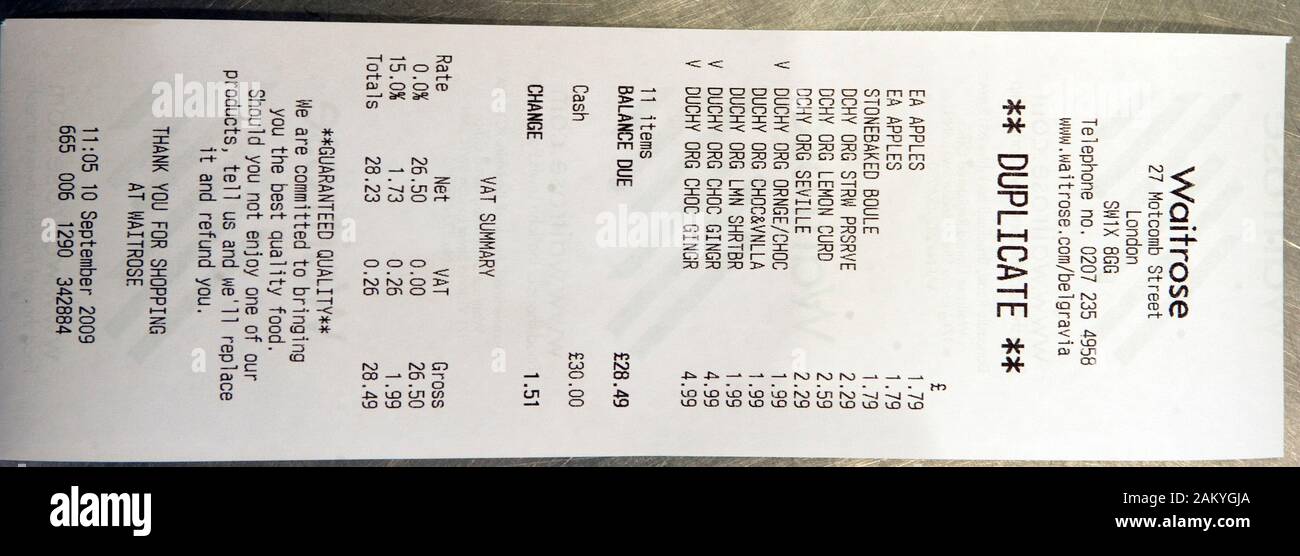 Waitrose
27 Motcomb Street
London
SW1X 8GG
Telephone no. 0207 235 4958
www.waitrose.com/belgravia
** DUPLICATE **
£
EA APPLES 1.79
EA APPLES 1.79
STONEBAKED BOULE 1.79
DCHY ORG STRW PRSRVE 2.29
DCHY ORG LEMON CURD 2.59
DCHY ORG SEVILLE 2.29
V DUCHY ORG ORNGE/CHOC 1.99
DUCHY ORG CHOC&VNLLA 1.99
DUCHY ORG LMN SHRTBR 1.99
V DUCHY ORG CHOC GINGR 4.99
V DUCHY ORG CHOC GINGR 4.99
11 items
BALANCE DUE £28.49
Cash £30.00
CHANGE 1.51
VAT SUMMARY
Rate Net VAT Gross
0.0% 26.50 0.00 26.50
15.0% 1.73 0.26 1.99
Totals 28.23 0.26 28.49
**GUARANTEED QUALITY**
We are committed to bringing
you the best quality food.
Should you not enjoy one of our
products, tell us and we'll replace
it and refund you.
THANK YOU FOR SHOPPING
AT WAITROSE
11:05 10 September 2009
665 006 1290 342884
alamy
Image ID: 2AKYGJA
www.alamy.com